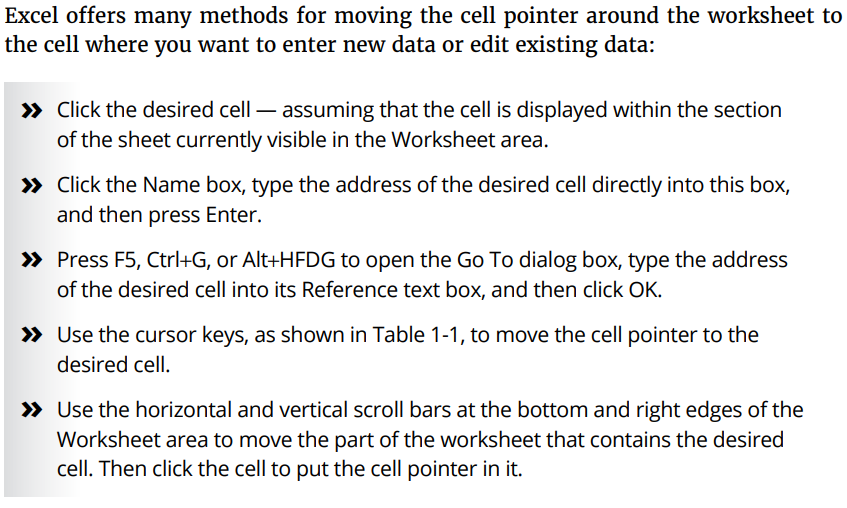 Excel offers many methods for moving the cell pointer around the worksheet to
the cell where you want to enter new data or edit existing data:
» Click the desired cell — assuming that the cell is displayed within the section
of the sheet currently visible in the Worksheet area.
» Click the Name box, type the address of the desired cell directly into this box,
and then press Enter.
» Press F5, Ctrl+G, or Alt+HFDG to open the Go To dialog box, type the address
of the desired cell into its Reference text box, and then click OK.
» Use the cursor keys, as shown in Table 1-1, to move the cell pointer to the
desired cell.
» Use the horizontal and vertical scroll bars at the bottom and right edges of the
Worksheet area to move the part of the worksheet that contains the desired
cell. Then click the cell to put the cell pointer in it.